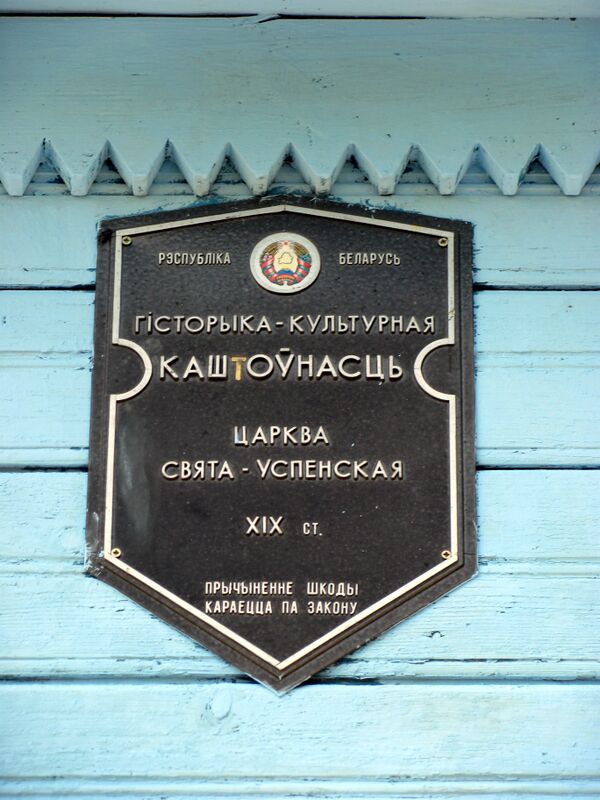 РЭСПУБЛІКА БЕЛАРУСЬ
ГІСТОРЫКА-КУЛЬТУРНАЯ
КАШТОЎНАСЦЬ
ЦАРКВА
СВЯТА-УСПЕНСКАЯ
XIX СТ.
ПРЫЧЫНЕННЕ ШКОДЫ
КАРАЕЦЦА ПА ЗАКОНУ